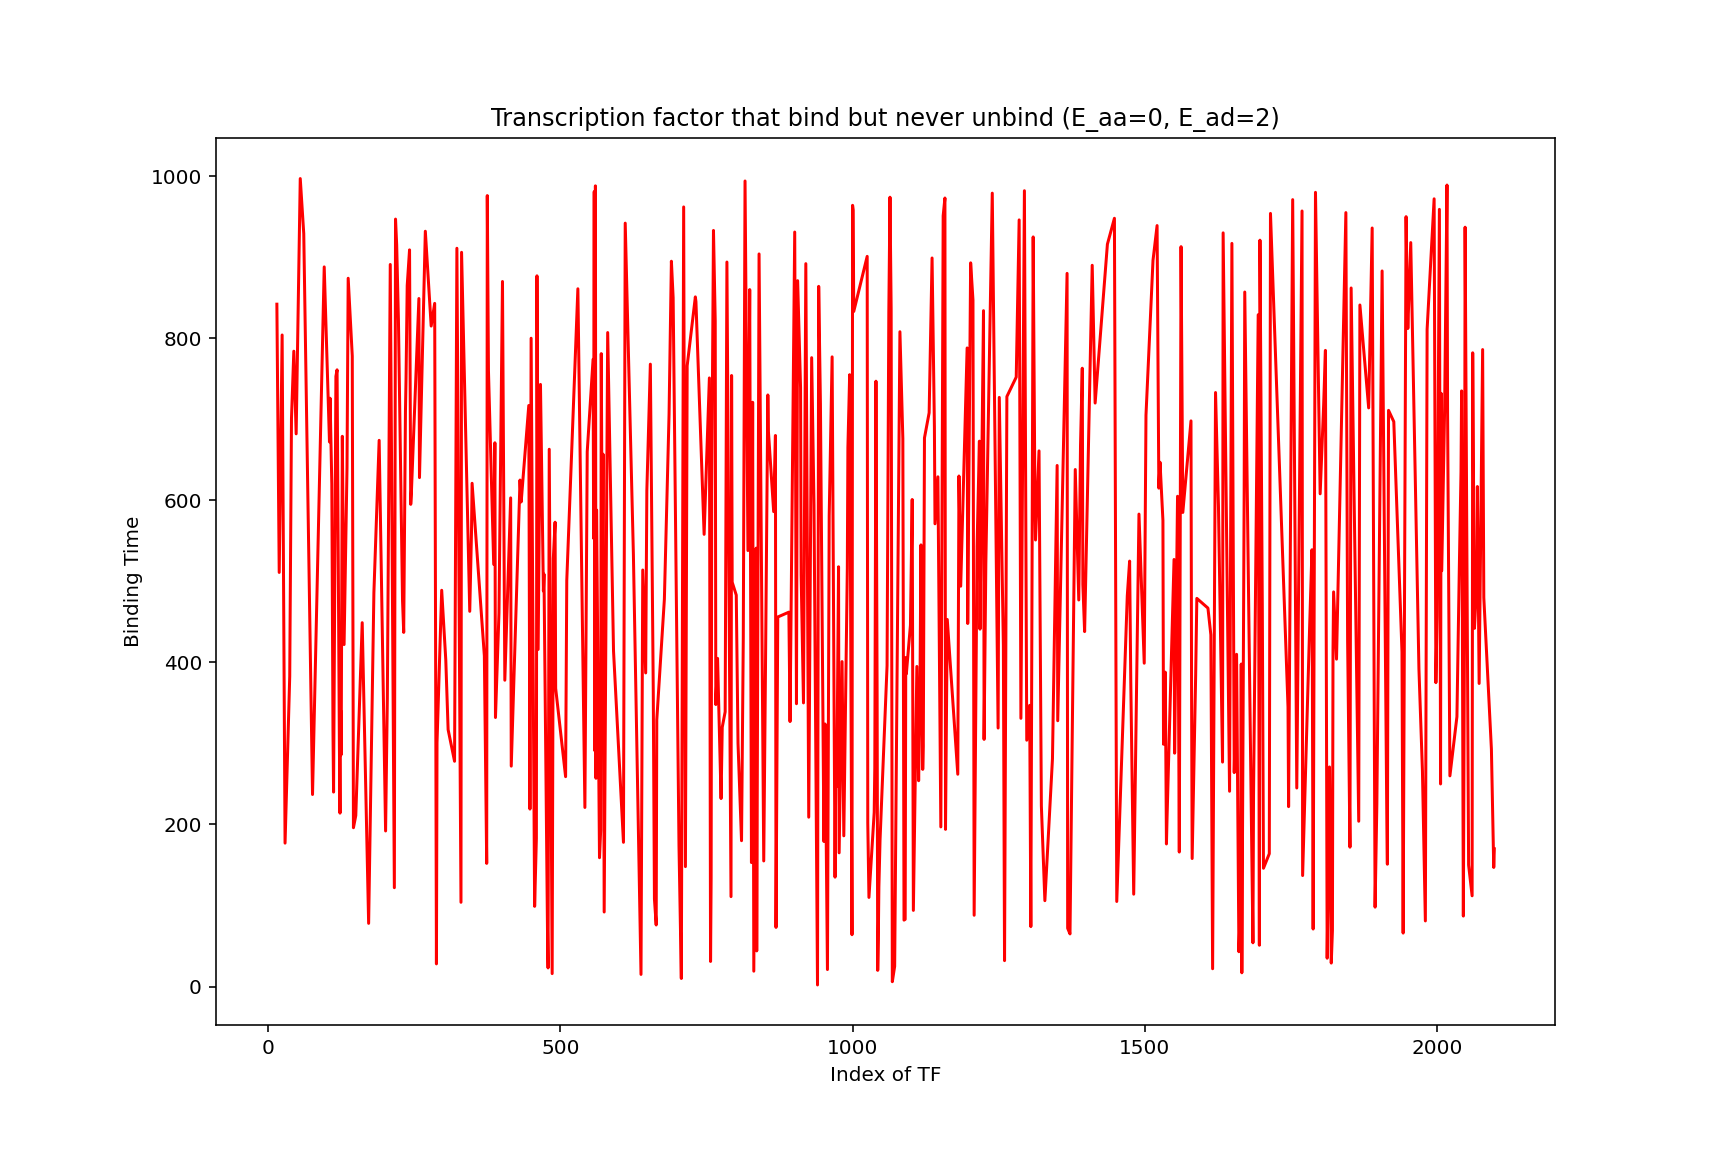 Transcription factor that bind but never unbind (E_aa=0, E_ad=2)
1000
800
600
400
200
0
Binding Time
0 500 1000 1500 2000
Index of TF